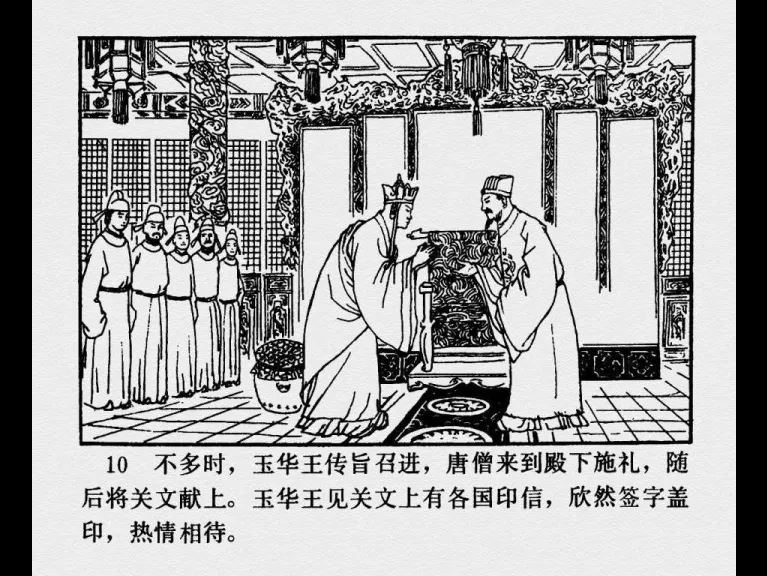 10 不多时，玉华王传旨召进，唐僧来到殿下施礼，随
后将关文献上。玉华王见关文上有各国印信，欣然签字盖
印，热情相待。